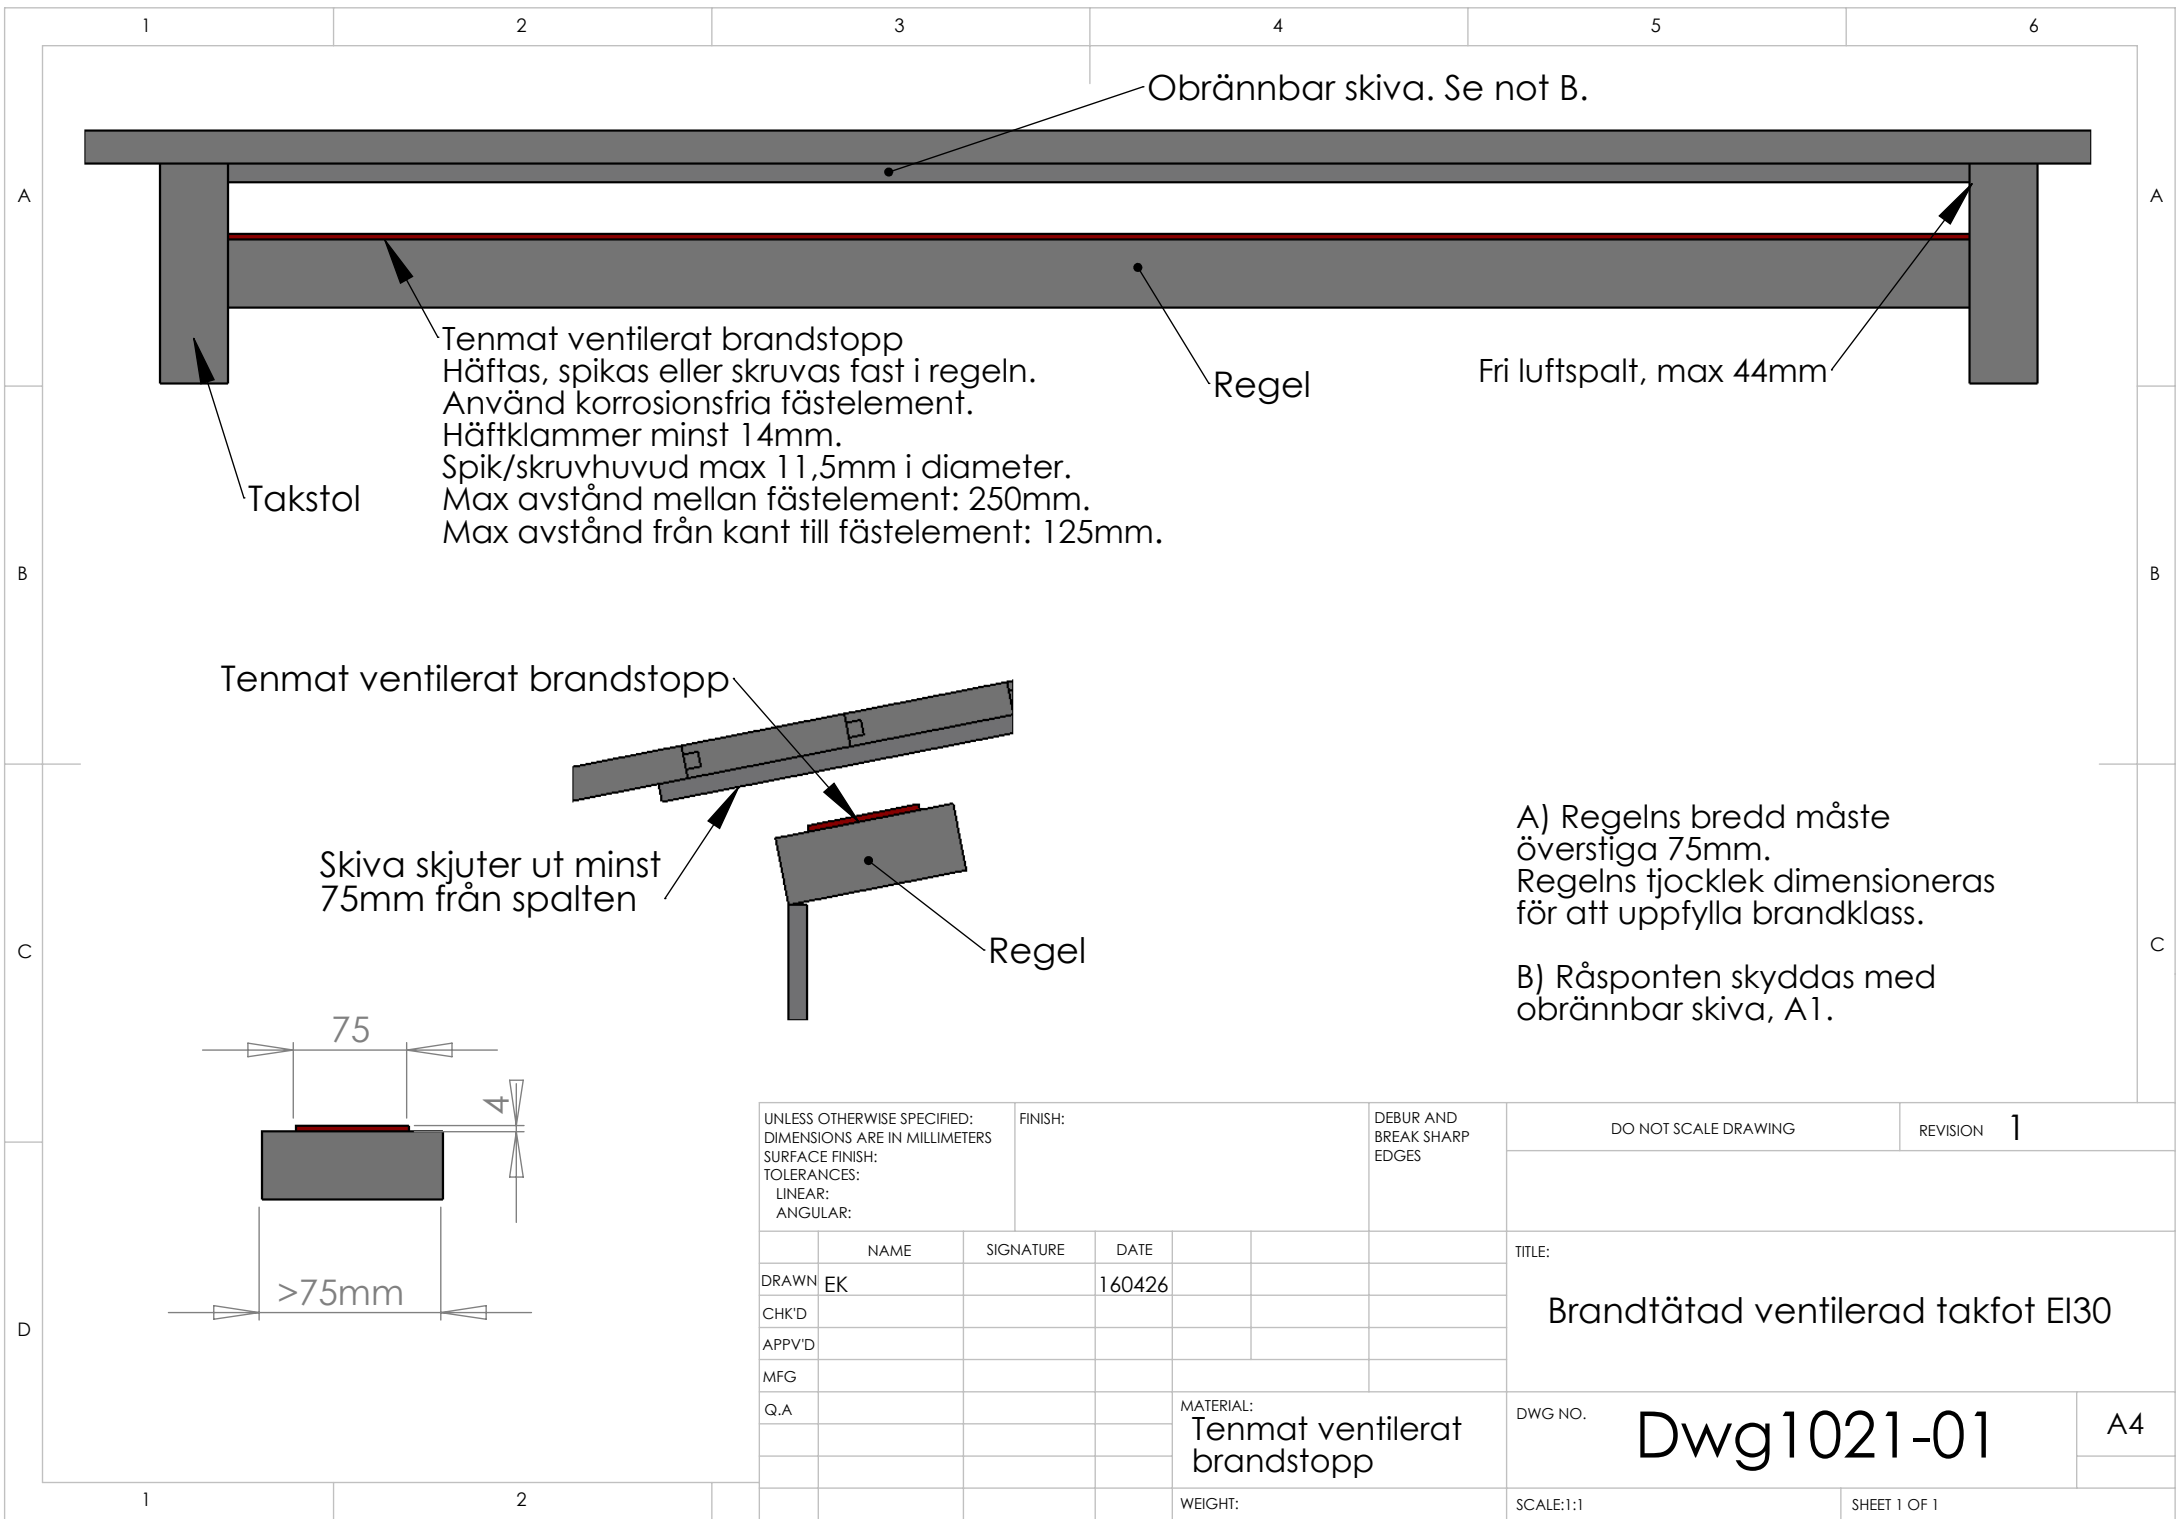 1 2 3 4 5 6
Obrännbar skiva. Se not B.
A A
Tenmat ventilerat brandstopp
Häftas, spikas eller skruvas fast i regeln.
Använd korrosionsfria fästelement.
Häftklammer minst 14mm.
Spik/skruvhuvud max 11,5mm i diameter.
Max avstånd mellan fästelement: 250mm.
Max avstånd från kant till fästelement: 125mm.
Takstol
Regel
Fri luftspalt, max 44mm
B B
Tenmat ventilerat brandstopp
Skiva skjuter ut minst
75mm från spalten
Regel
A) Regelns bredd måste
överstiga 75mm.
Regelns tjocklek dimensioneras
för att uppfylla brandklass.
B) Råsponten skyddas med
obrännbar skiva, A1.
C C
75
4
>75mm
D
UNLESS OTHERWISE SPECIFIED:
DIMENSIONS ARE IN MILLIMETERS
SURFACE FINISH:
TOLERANCES:
LINEAR:
ANGULAR:
FINISH:
DEBUR AND
BREAK SHARP
EDGES
DO NOT SCALE DRAWING
REVISION 1
NAME SIGNATURE DATE
DRAWN EK 160426
CHK'D
APPV'D
MFG
Q.A
TITLE:
Brandtätad ventilerad takfot EI30
MATERIAL:
Tenmat ventilerat
brandstopp
DWG NO.
Dwg1021-01
A4
WEIGHT:
SCALE:1:1
SHEET 1 OF 1
1 2